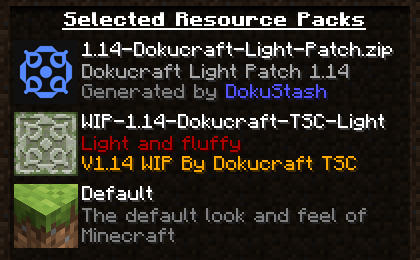 Selected Resource Packs
1.14-Dokucraft-Light-Patch.zip
Dokucraft Light Patch 1.14
Generated by DokuStash
WIP-1.14-Dokucraft-TSC-Light
Light and fluffy
V1.14 WIP By Dokucraft TSC
Default
The default look and feel of
Minecraft